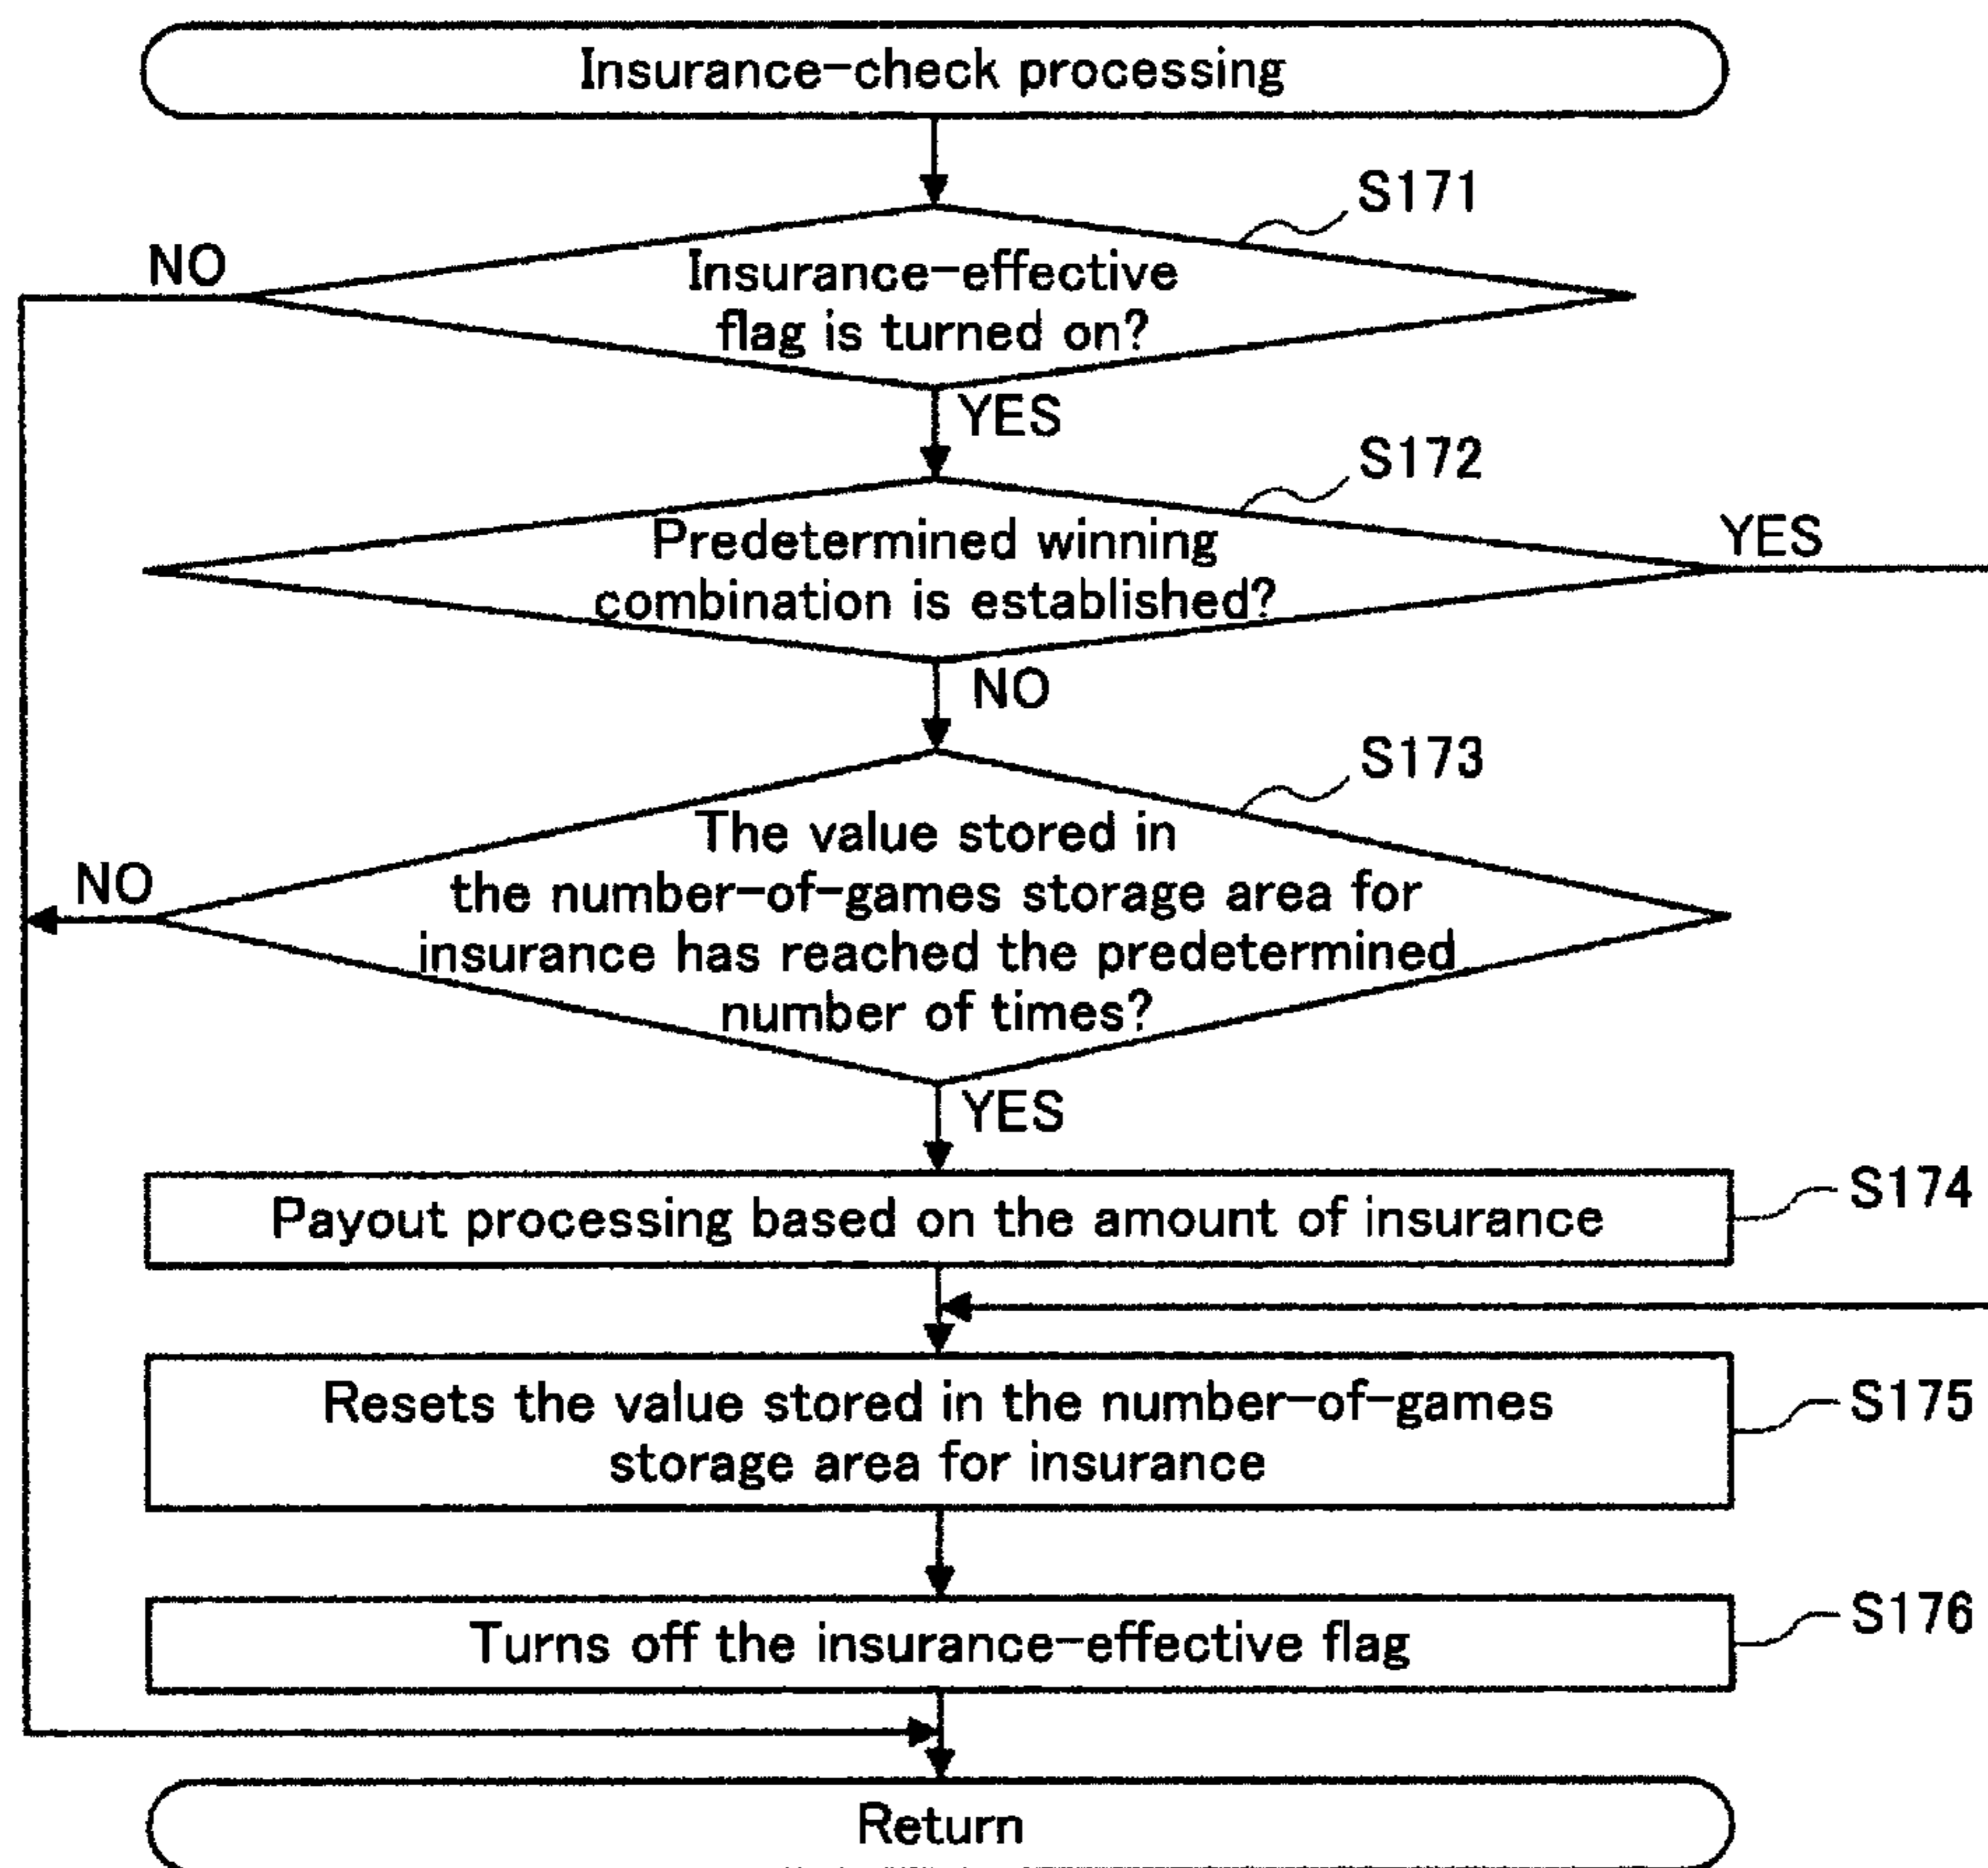 Insurance-check processing
S171
NO
Insurance-effective
flag is turned on?
YES
S172
YES
Predetermined winning
combination is established?
NO
S173
The value stored in
NO
the number-of-games storage area for
insurance has reached the predetermined
number of times?
YES
S174
Payout processing based on the amount of insurance
S175
Resets the value stored in the number-of-games
storage area for insurance
S176
Turns off the insurance-effective flag
Return